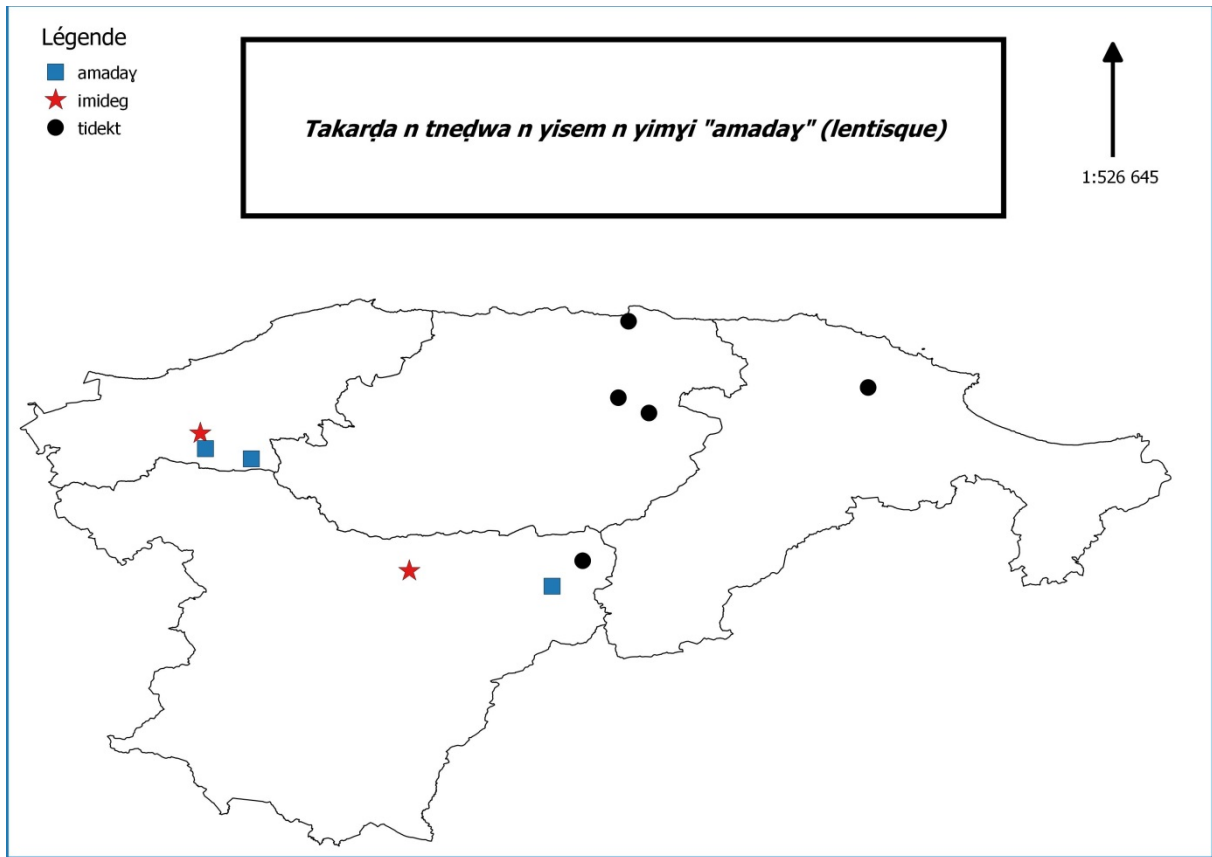 Légende
amadaɣ
imideg
tidekt
Takarḍa n tneḍwa n yisem n yimɣi "amadaɣ" (lentisque)
1:526 645